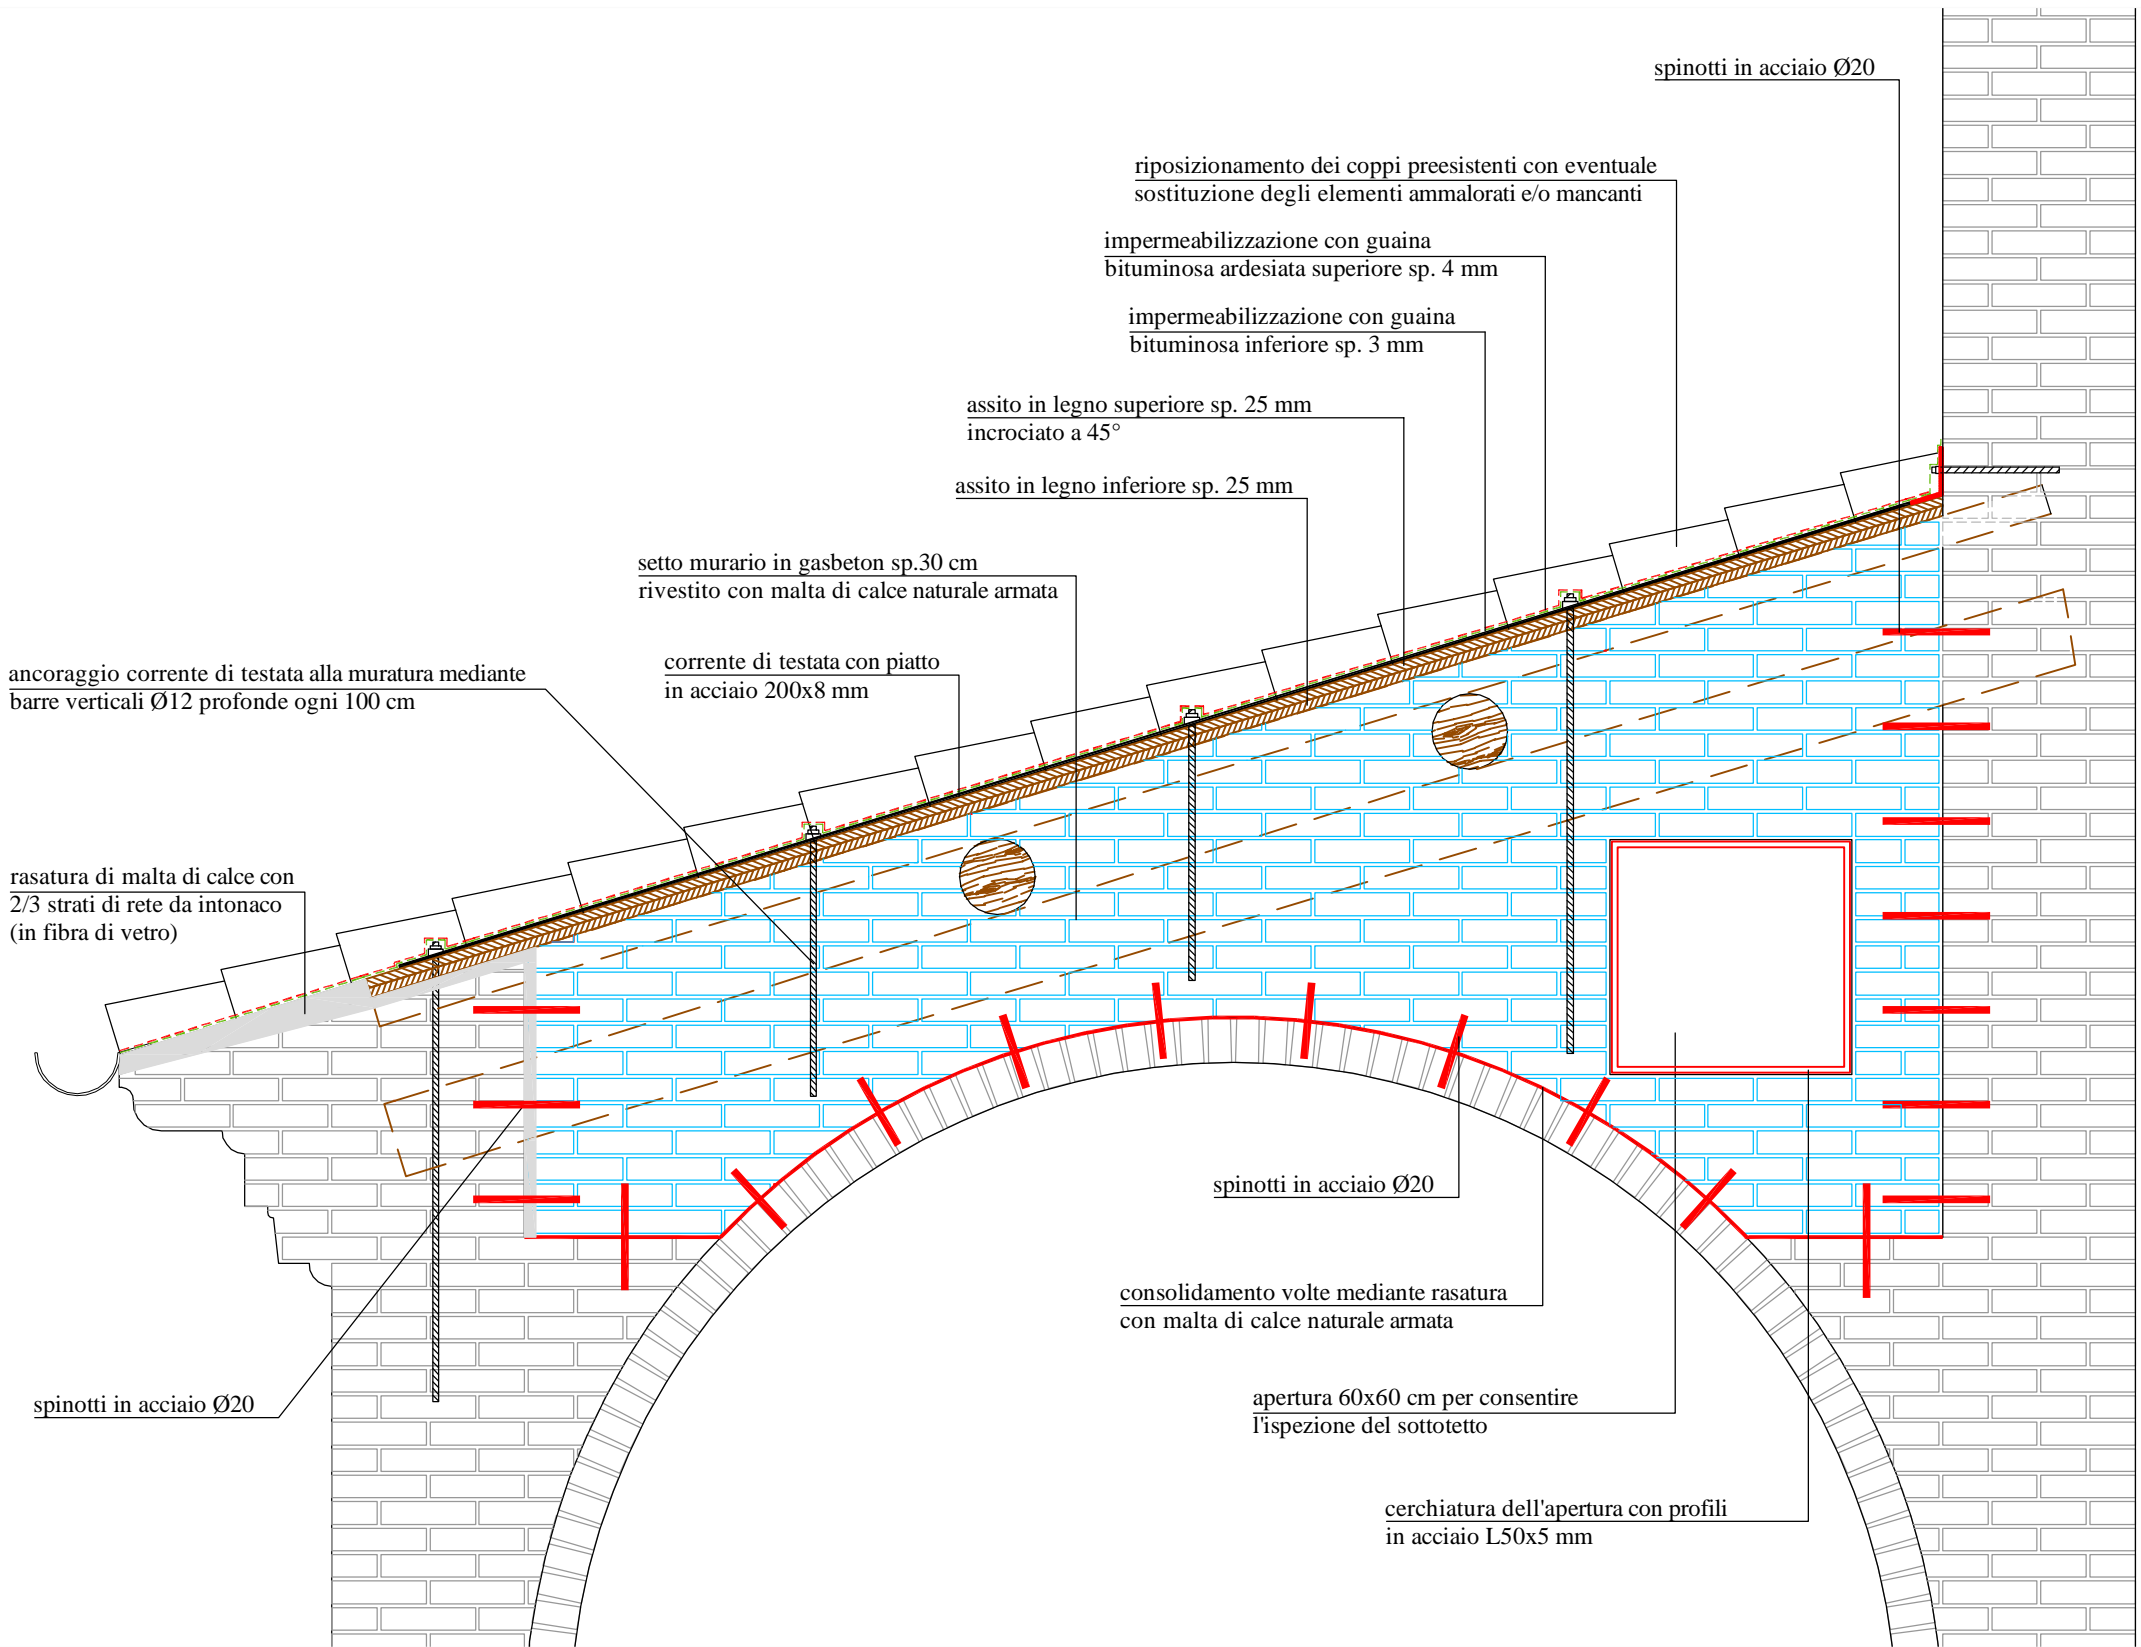 spinotti in acciaio Ø20
riposizionamento dei coppi preesistenti con eventuale
sostituzione degli elementi ammalorati e/o mancanti
impermeabilizzazione con guaina
bituminosa ardesiata superiore sp. 4 mm
impermeabilizzazione con guaina
bituminosa inferiore sp. 3 mm
assito in legno superiore sp. 25 mm
incrociato a 45°
assito in legno inferiore sp. 25 mm
setto murario in gasbeton sp.30 cm
rivestito con malta di calce naturale armata
corrente di testata con piatto
in acciaio 200x8 mm
ancoraggio corrente di testata alla muratura mediante
barre verticali Ø12 profonde ogni 100 cm
rasatura di malta di calce con
2/3 strati di rete da intonaco
(in fibra di vetro)
spinotti in acciaio Ø20
spinotti in acciaio Ø20
consolidamento volte mediante rasatura
con malta di calce naturale armata
apertura 60x60 cm per consentire
l'ispezione del sottotetto
cerchiatura dell'apertura con profili
in acciaio L50x5 mm